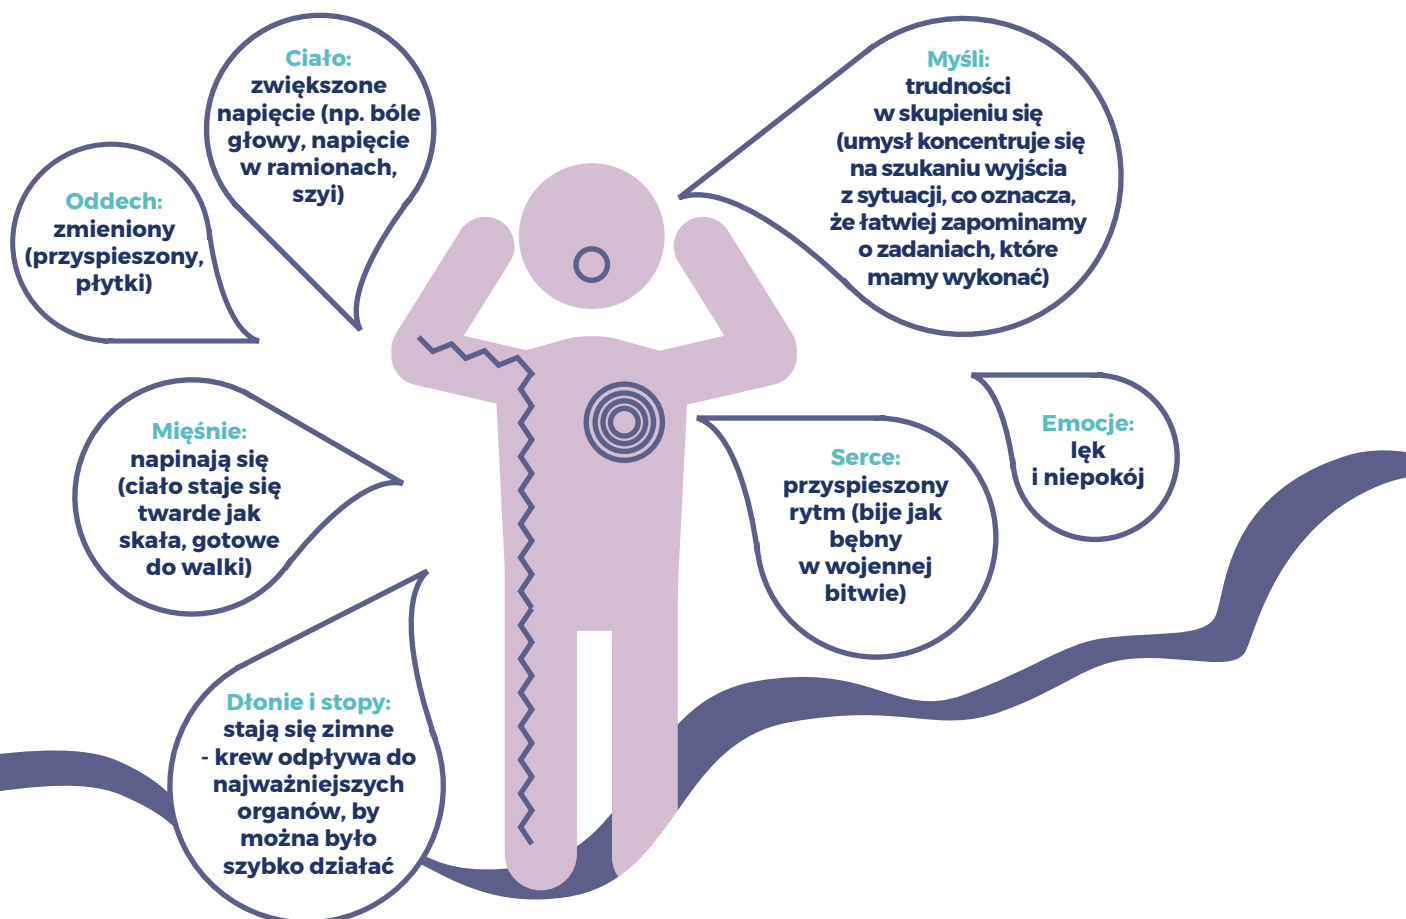 Ciało:
zwiększone
napięcie (np. bóle
głowy, napięcie
w ramionach,
szyi)
Myśli:
trudności
w skupieniu się
(umysł koncentruje się
na szukaniu wyjścia
z sytuacji, co oznacza,
że łatwiej zapominamy
o zadaniach, które
mamy wykonać)
Oddech:
zmieniony
(przyspieszony,
płytki)
Mięśnie:
napinają się
(ciało staje się
twarde jak
skała, gotowe
do walki)
Serce:
przyspieszony
rytm (bije jak
bębny
w wojennej
bitwie)
Emocje:
lęk
i niepokój
Dłonie i stopy:
stają się zimne
- krew odpływa do
najważniejszych
organów, by
można było
szybko działać